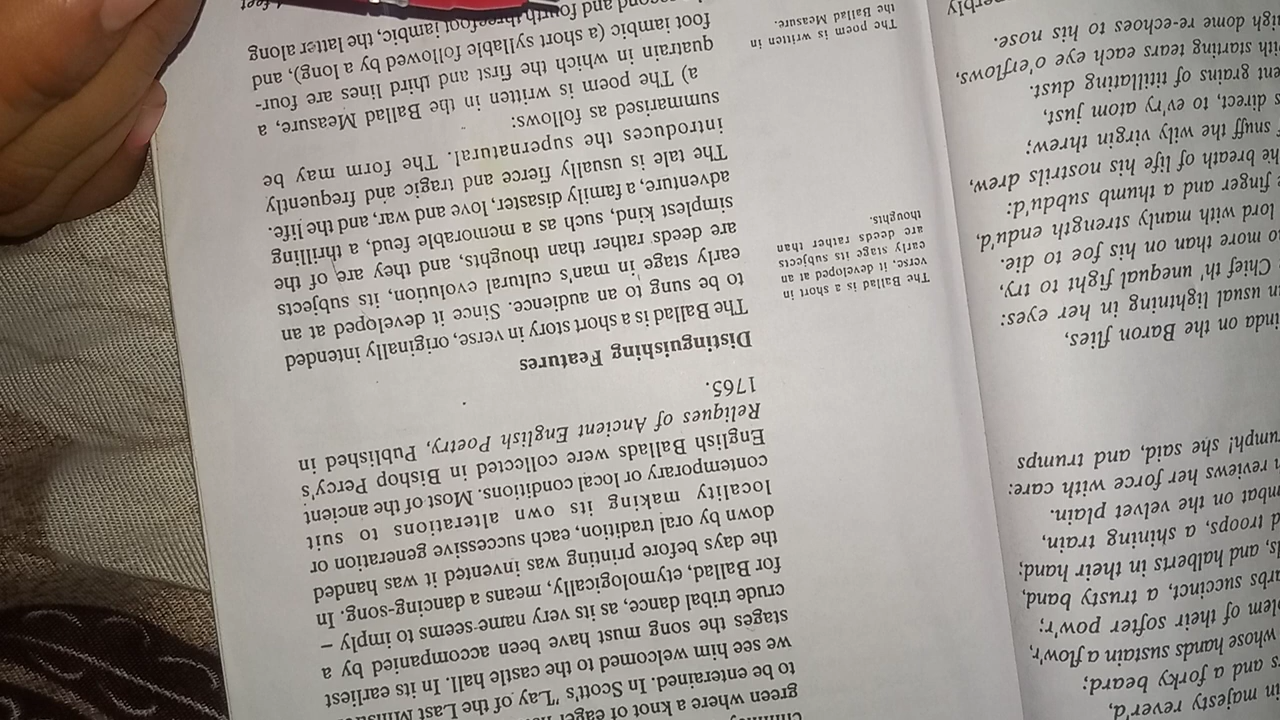 in majesty rever'd,
and a forky beard;
whose hands sustain a flow'r,
of their softer pow'r;
succinct, a trusty band,
and halberts in their hand;
troops, a shining train,
on the velvet plain.
reviews her force with care:
she said, and trumps
on the Baron flies,
usual lightning in her eyes:
Chief th' unequal fight to try,
more than on his foe to die.
lord with manly strength endu'd,
finger and a thumb subdu'd:
breath of life his nostrils drew,
snuff the wily virgin threw;
direct, to ev'ry atom just,
grains of titillating dust.
starting tears each eye o'erflows,
dome re-echoes to his nose.
The Ballad is a short in
verse, it developed at an
early stage its subjects
are deeds rather than
thoughts.
The poem is written in
the Ballad Measure.
green where a knot of
to be entertained. In Scott's "Lay of the Last
we see him welcomed to the castle hall. In its earliest
stages the song must have been accompanied by a
crude tribal dance, as its very name seems to imply –
for Ballad, etymologically, means a dancing-song. In
the days before printing was invented it was handed
down by oral tradition, each successive generation or
locality making its own alterations to suit
contemporary or local conditions. Most of the ancient
English Ballads were collected in Bishop Percy's
Reliques of Ancient English Poetry, Published in
1765.
Distinguishing Features
The Ballad is a short story in verse, originally intended
to be sung to an audience. Since it developed at an
early stage in man's cultural evolution, its subjects
are deeds rather than thoughts, and they are of the
simplest kind, such as a memorable feud, a thrilling
adventure, a family disaster, love and war, and the life.
The tale is usually fierce and tragic and frequently
introduces the supernatural. The form may be
summarised as follows:
a) The poem is written in the Ballad Measure, a
quatrain in which the first and third lines are four-
foot iambic (a short syllable followed by a long), and
second and fourth three-foot iambic, the latter along